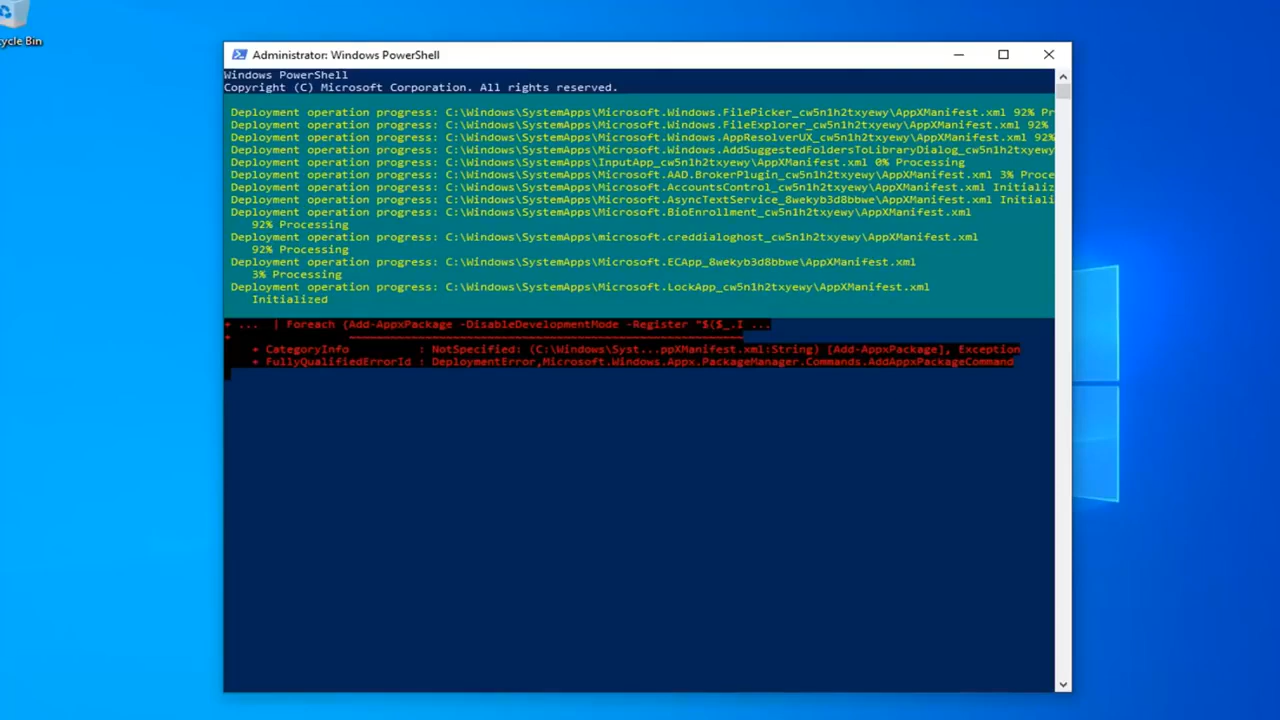 cycle Bin
Administrator: Windows PowerShell
Windows PowerShell
Copyright (C) Microsoft Corporation. All rights reserved.
Deployment operation progress: C:\Windows\SystemApps\Microsoft.Windows.FilePicker_cw5n1h2txyewy\AppXManifest.xml 92% Pr
Deployment operation progress: C:\Windows\SystemApps\Microsoft.Windows.FileExplorer_cw5n1h2txyewy\AppXManifest.xml 92%
Deployment operation progress: C:\Windows\SystemApps\Microsoft.Windows.AppResolverUX_cw5n1h2txyewy\AppXManifest.xml 92%
Deployment operation progress: C:\Windows\SystemApps\Microsoft.Windows.AddSuggestedFoldersToLibraryDialog_cw5n1h2txyewy
Deployment operation progress: C:\Windows\SystemApps\InputApp_cw5n1h2txyewy\AppXManifest.xml 0% Processing
Deployment operation progress: C:\Windows\SystemApps\Microsoft.AAD.BrokerPlugin_cw5n1h2txyewy\AppXManifest.xml 3% Proce
Deployment operation progress: C:\Windows\SystemApps\Microsoft.AccountsControl_cw5n1h2txyewy\AppXManifest.xml Initializ
Deployment operation progress: C:\Windows\SystemApps\Microsoft.AsyncTextService_8wekyb3d8bbwe\AppXManifest.xml Initiali
Deployment operation progress: C:\Windows\SystemApps\Microsoft.BioEnrollment_cw5n1h2txyewy\AppXManifest.xml
92% Processing
Deployment operation progress: C:\Windows\SystemApps\microsoft.creddialoghost_cw5n1h2txyewy\AppXManifest.xml
92% Processing
Deployment operation progress: C:\Windows\SystemApps\Microsoft.ECApp_8wekyb3d8bbwe\AppXManifest.xml
3% Processing
Deployment operation progress: C:\Windows\SystemApps\Microsoft.LockApp_cw5n1h2txyewy\AppXManifest.xml
Initialized
+ ... | Foreach {Add-AppxPackage -DisableDevelopmentMode -Register "$($_.I ...
+ ~~~~~~~~~~~~~~~~~~~~~~~~~~~~~~~~~~~~~~~~~~~~~~~~~~~~~~~~~
+ CategoryInfo : NotSpecified: (C:\Windows\Syst...ppXManifest.xml:String) [Add-AppxPackage], Exception
+ FullyQualifiedErrorId : DeploymentError,Microsoft.Windows.Appx.PackageManager.Commands.AddAppxPackageCommand